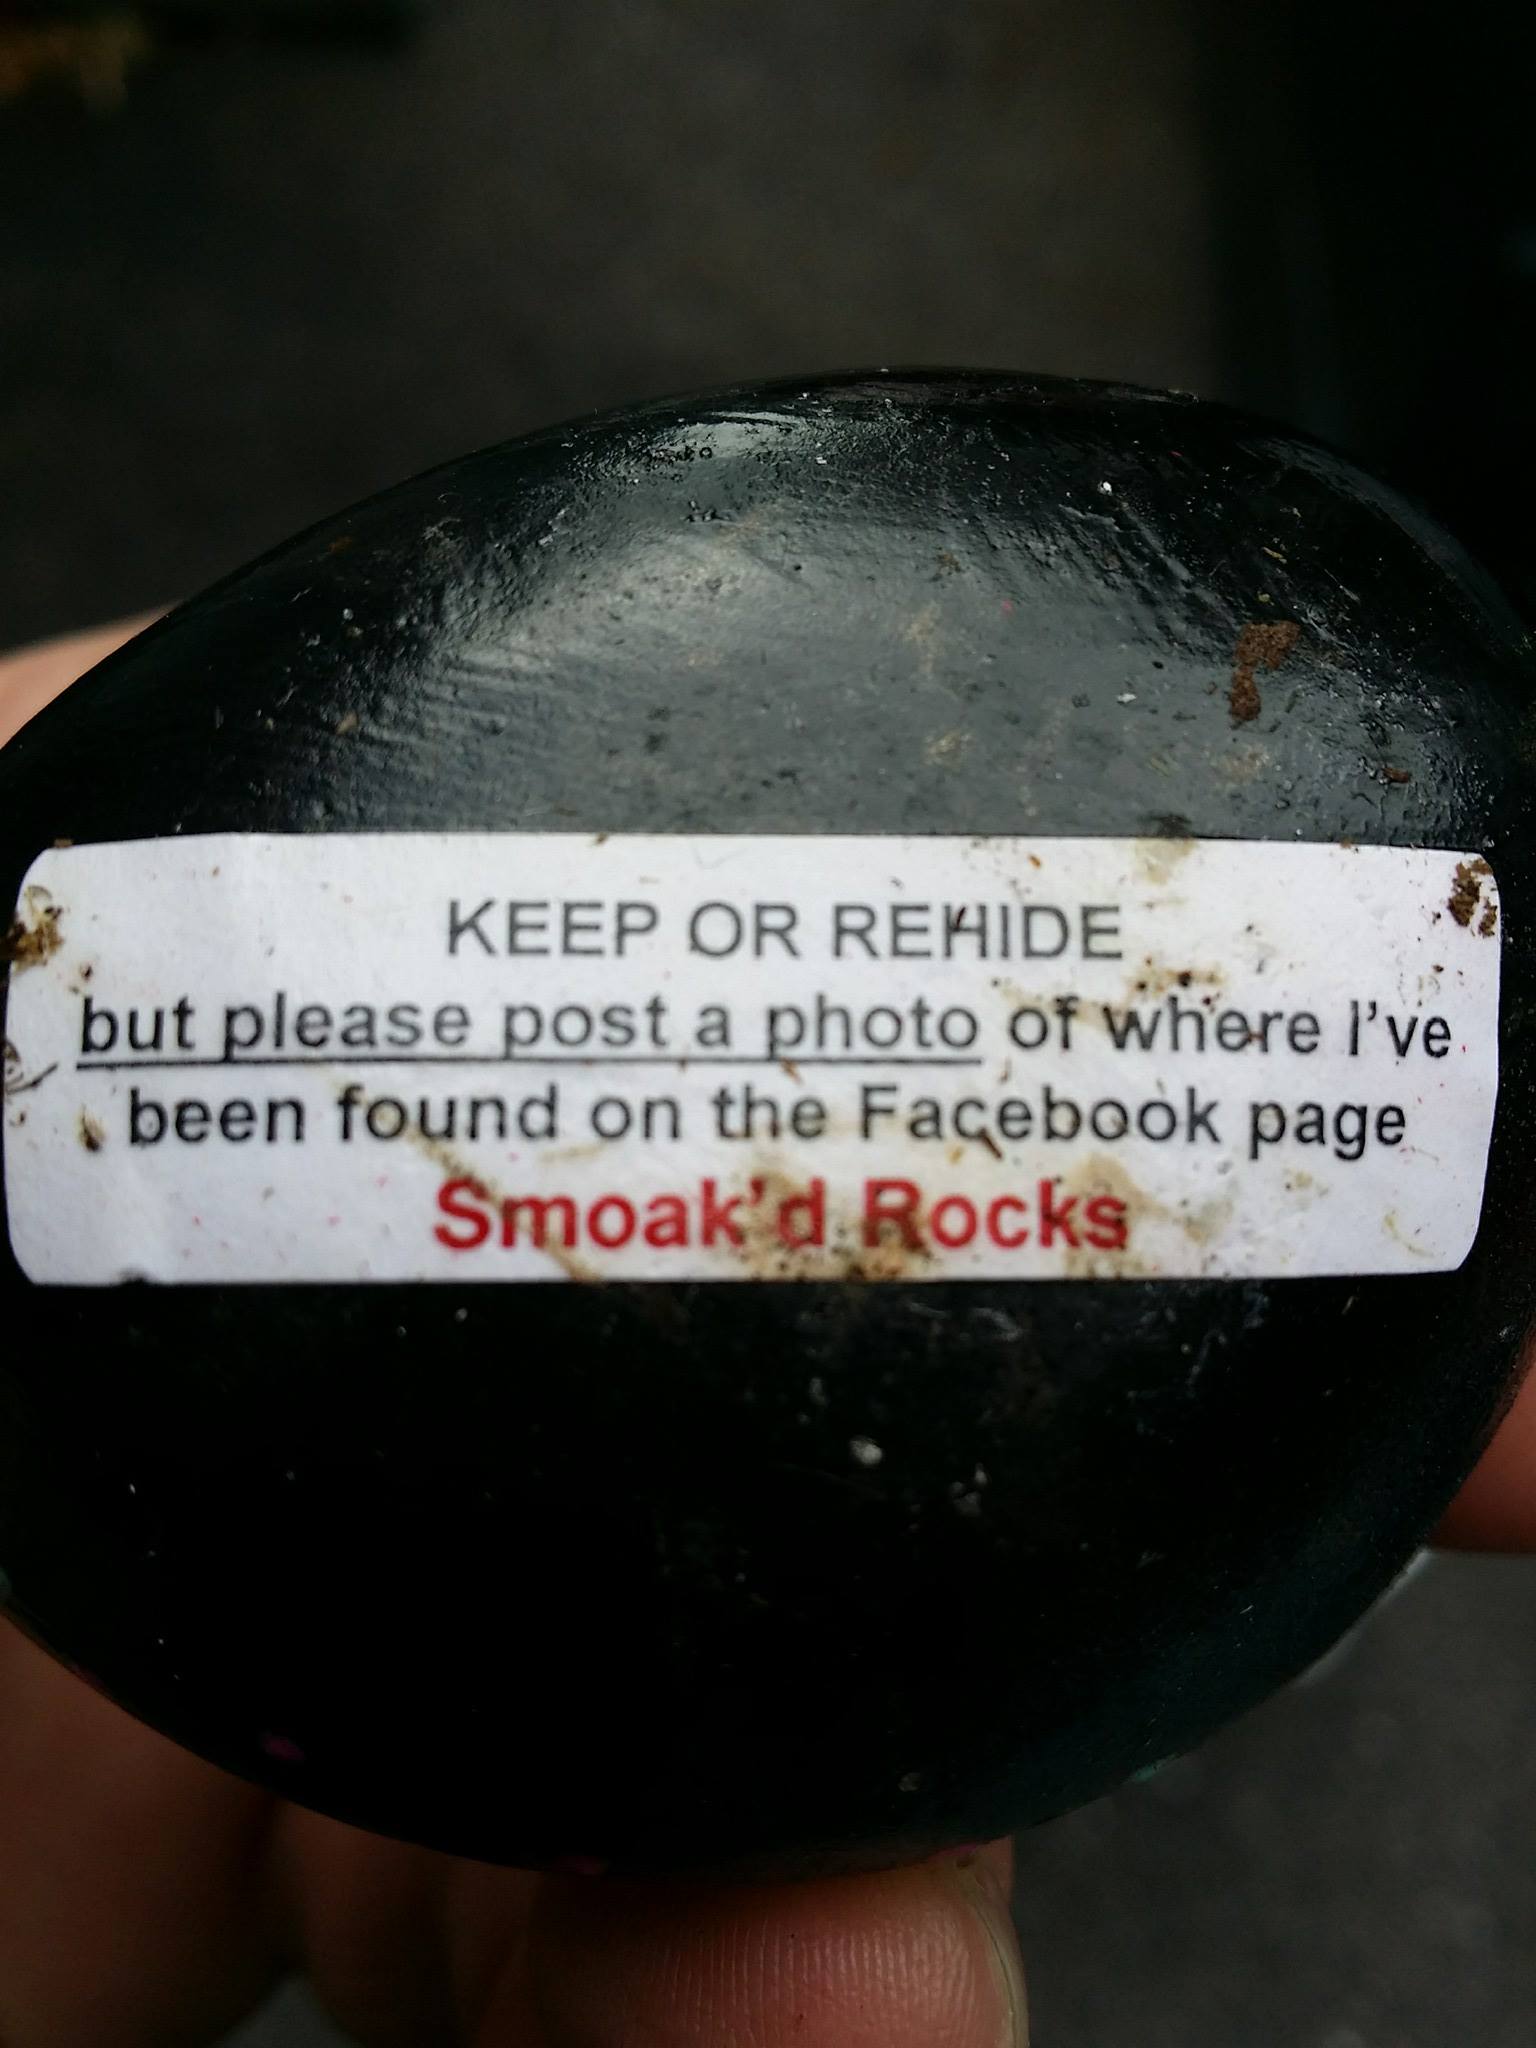 KEEP OR REHIDE
but please post a photo of where I've
been found on the Facebook page
Smoak'd Rocks